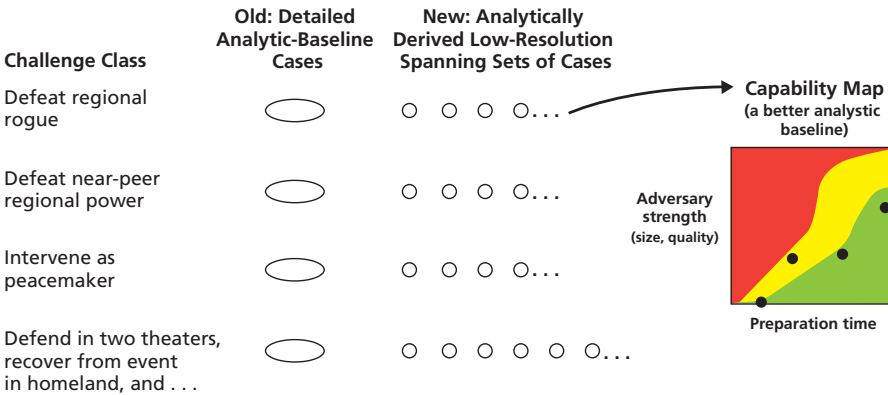 Challenge Class
Old: Detailed
Analytic-Baseline
Cases
New: Analytically
Derived Low-Resolution
Spanning Sets of Cases
Defeat regional
rogue
...
Capability Map
(a better analystic
baseline)
Defeat near-peer
regional power
...
Adversary
strength
(size, quality)
Intervene as
peacemaker
...
Preparation time
Defend in two theaters,
recover from event
in homeland, and . . .
...